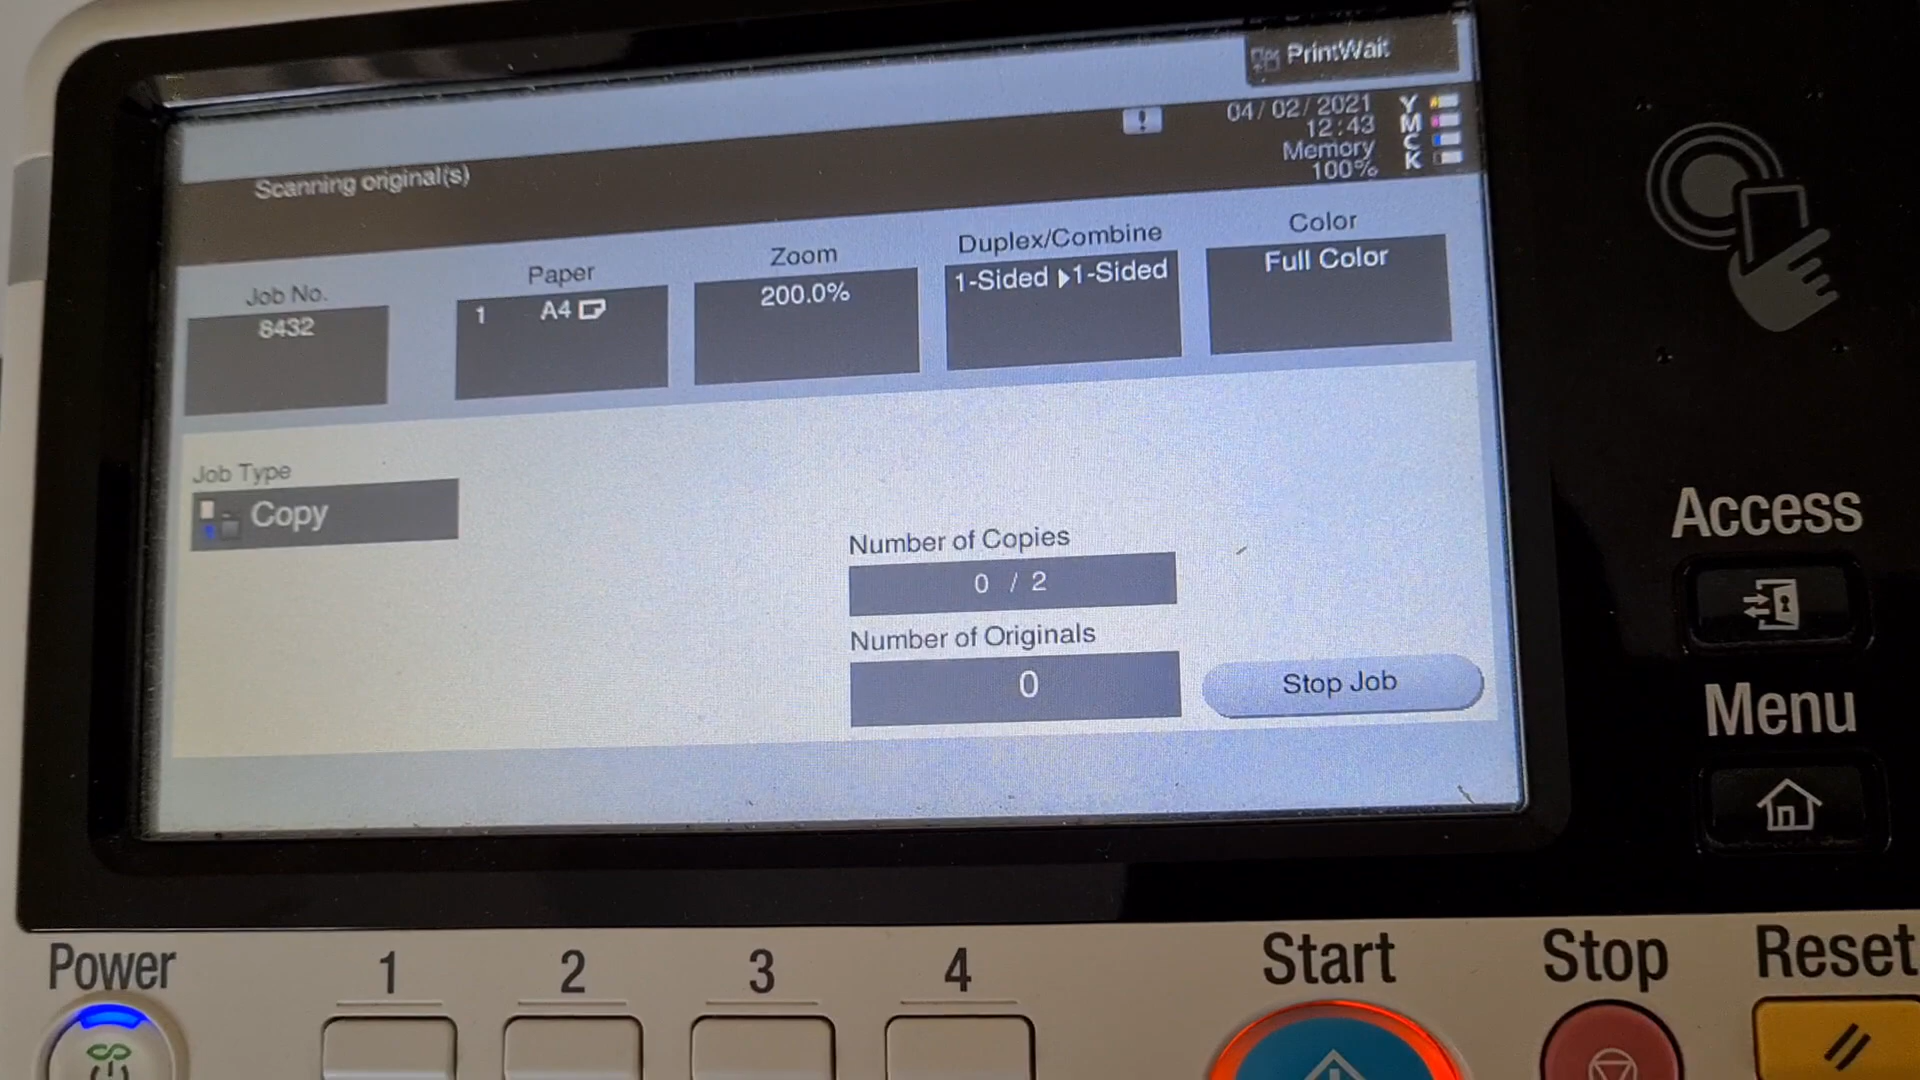 PrintWait
04/02/2021
12:43
Memory
100%
Y
M
C
K
Scanning original(s)
Job No.
8432
Paper
1 A4
Zoom
200.0%
Duplex/Combine
1-Sided ▶1-Sided
Color
Full Color
Job Type
Copy
Number of Copies
0 / 2
Number of Originals
0
Stop Job
Access
Menu
Power
1
2
3
4
Start
Stop
Reset